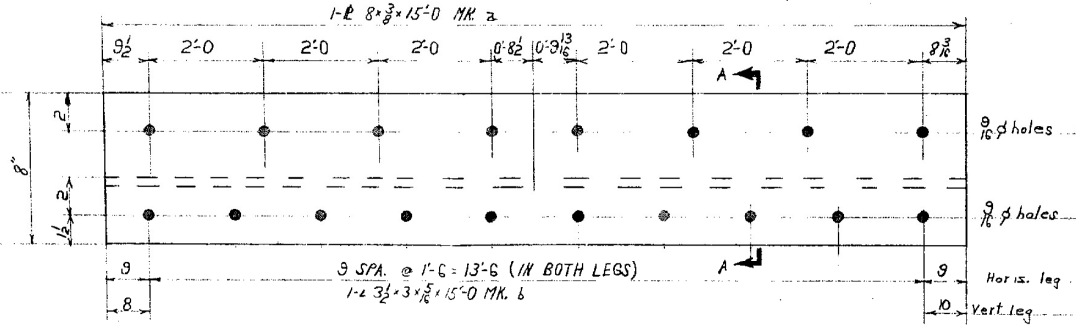 1-℄ 8×3/8×15'-0 MK. a
9 1/2 2'-0 2'-0 2'-0 0'-8 1/2 0'-9 13/16 2'-0 2'-0 2'-0 8 3/16
A
2
9/16  φ holes
8"
2
1 1/2
9/16 φ holes
A
9 9 SPA. @ 1'-6 = 13'-6 (IN BOTH LEGS) 9 Horis. leg
1-L 3 1/2×3×5/16×15'-0 MK. b
8 10 Vert leg